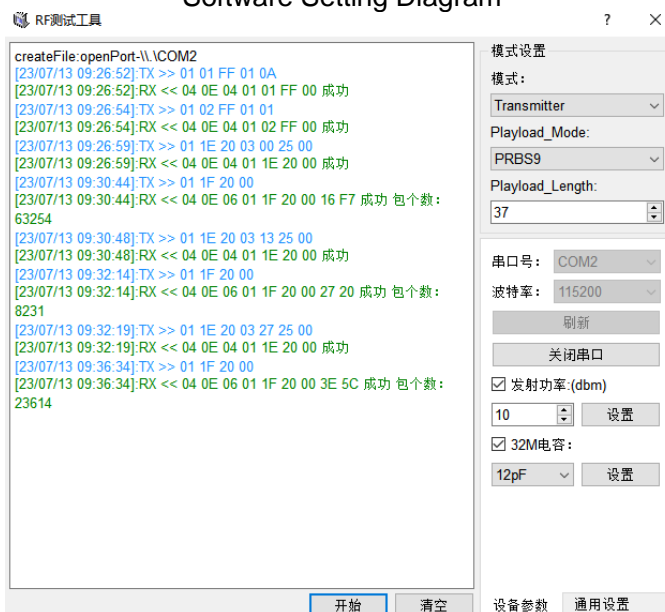 Software Setting Diagram
RF测试工具
?
×
createFile:openPort-\\.\COM2
[23/07/13 09:26:52]:TX >> 01 01 FF 01 0A
[23/07/13 09:26:52]:RX << 04 0E 04 01 01 FF 00 成功
[23/07/13 09:26:54]:TX >> 01 02 FF 01 01
[23/07/13 09:26:54]:RX << 04 0E 04 01 02 FF 00 成功
[23/07/13 09:26:59]:TX >> 01 1E 20 03 00 25 00
[23/07/13 09:26:59]:RX << 04 0E 04 01 1E 20 00 成功
[23/07/13 09:30:44]:TX >> 01 1F 20 00
[23/07/13 09:30:44]:RX << 04 0E 06 01 1F 20 00 16 F7 成功 包个数:
63254
[23/07/13 09:30:48]:TX >> 01 1E 20 03 13 25 00
[23/07/13 09:30:48]:RX << 04 0E 04 01 1E 20 00 成功
[23/07/13 09:32:14]:TX >> 01 1F 20 00
[23/07/13 09:32:14]:RX << 04 0E 06 01 1F 20 00 27 20 成功 包个数:
8231
[23/07/13 09:32:19]:TX >> 01 1E 20 03 27 25 00
[23/07/13 09:32:19]:RX << 04 0E 04 01 1E 20 00 成功
[23/07/13 09:36:34]:TX >> 01 1F 20 00
[23/07/13 09:36:34]:RX << 04 0E 06 01 1F 20 00 3E 5C 成功 包个数:
23614
开始
清空
模式设置
模式:
Transmitter
Playload_Mode:
PRBS9
Playload_Length:
37
串口号: COM2
波特率: 115200
刷新
关闭串口
发射功率:(dbm)
10 设置
32M电容:
12pF 设置
设备参数 通用设置